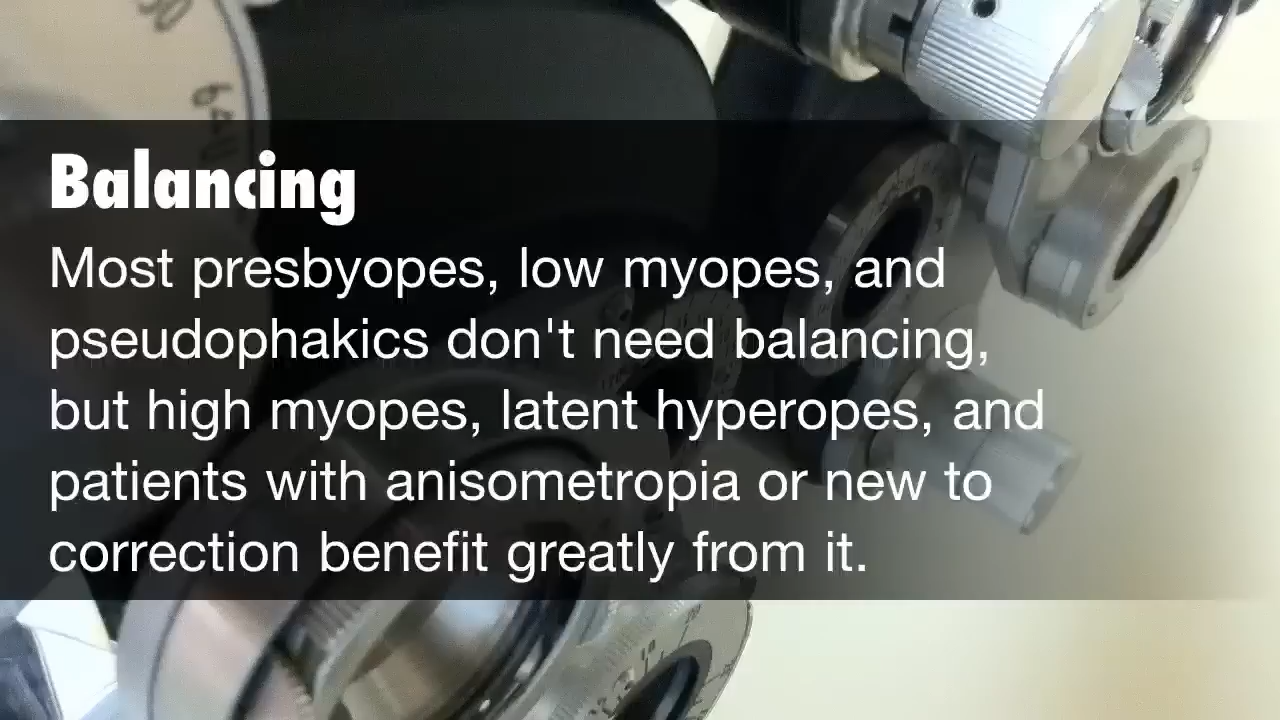 Balancing
Most presbyopes, low myopes, and
pseudophakics don't need balancing,
but high myopes, latent hyperopes, and
patients with anisometropia or new to
correction benefit greatly from it.